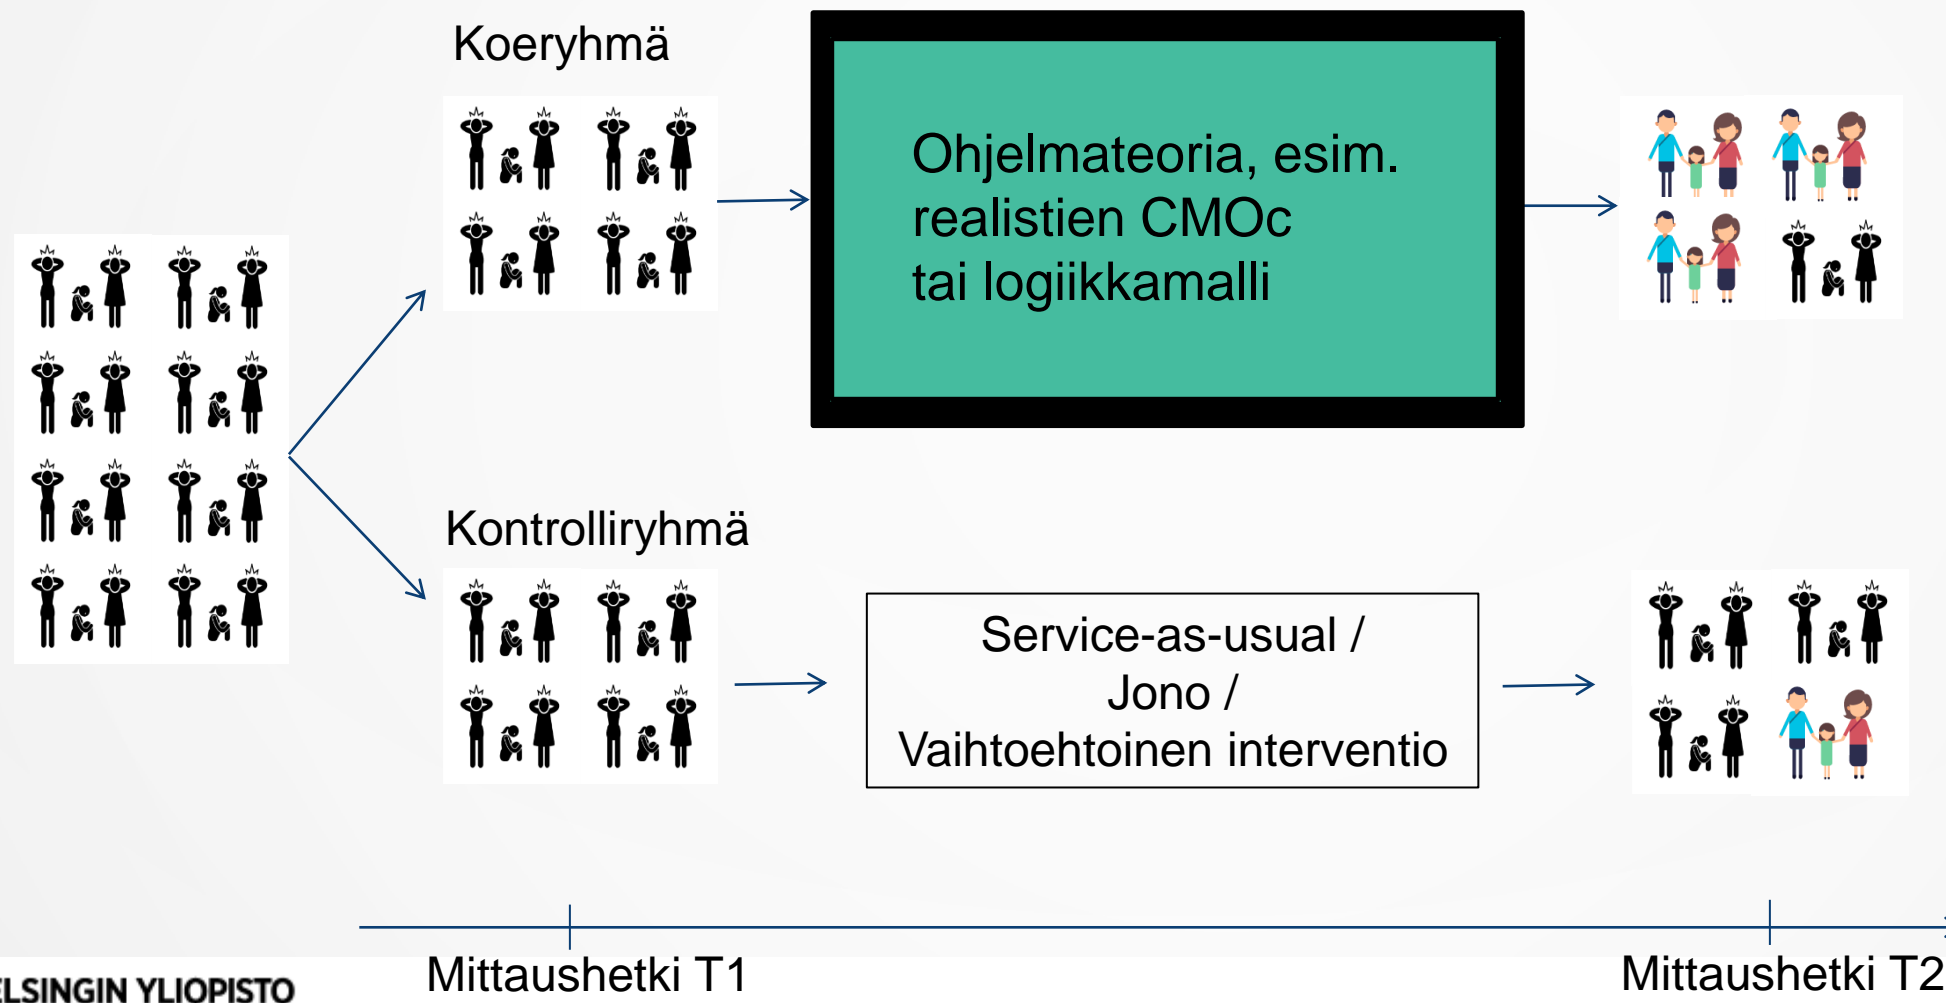 Koeryhmä
Ohjelmateoria, esim.
realistien CMOc
tai logiikkamalli
Kontrolliryhmä
Service-as-usual /
Jono /
Vaihtoehtoinen interventio
Mittaushetki T1
Mittaushetki T2
ELSINGIN YLIOPISTO